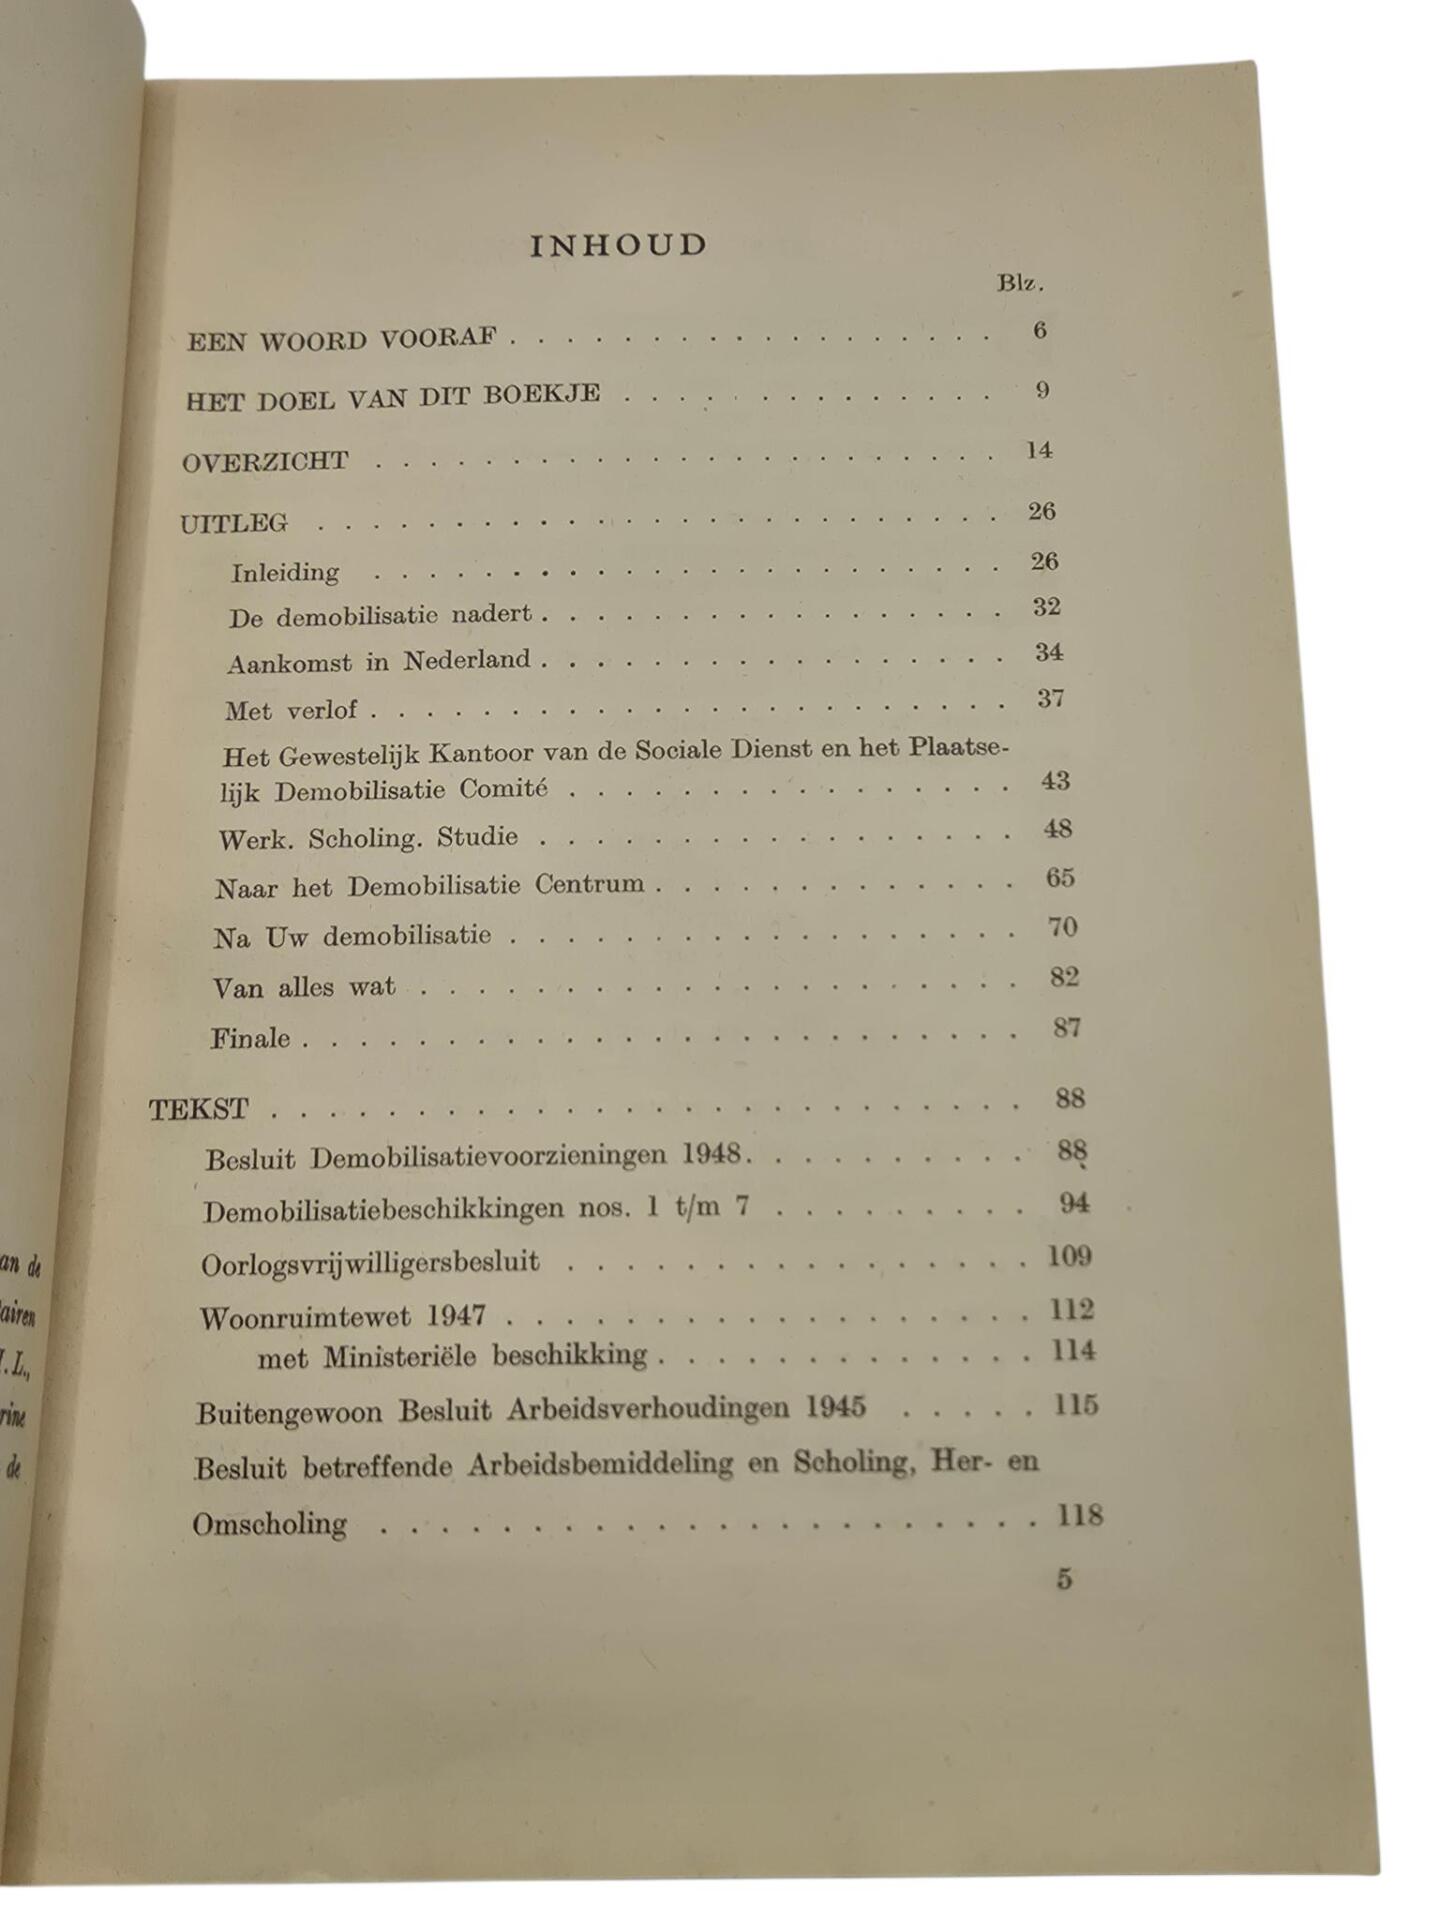 INHOUD
Blz.
EEN WOORD VOORAF . . . . . . . . . . . . . . . . . 6
HET DOEL VAN DIT BOEKJE . . . . . . . . . . . . . . 9
OVERZICHT . . . . . . . . . . . . . . . . . . . . . . . 14
UITLEG . . . . . . . . . . . . . . . . . . . . . . . . . 26
Inleiding . . . . . . . . . . . . . . . . . . . . . . . 26
De demobilisatie nadert . . . . . . . . . . . . . . . . . 32
Aankomst in Nederland . . . . . . . . . . . . . . . . . 34
Met verlof . . . . . . . . . . . . . . . . . . . . . . . 37
Het Gewestelijk Kantoor van de Sociale Dienst en het Plaatse-
lijk Demobilisatie Comité . . . . . . . . . . . . . . . . 43
Werk. Scholing. Studie . . . . . . . . . . . . . . . . . 48
Naar het Demobilisatie Centrum . . . . . . . . . . . . . 65
Na Uw demobilisatie . . . . . . . . . . . . . . . . . . 70
Van alles wat . . . . . . . . . . . . . . . . . . . . . 82
Finale . . . . . . . . . . . . . . . . . . . . . . . . . 87
TEKST . . . . . . . . . . . . . . . . . . . . . . . . . . 88
Besluit Demobilisatievoorzieningen 1948. . . . . . . . . . 88
Demobilisatiebeschikkingen nos. 1 t/m 7 . . . . . . . . . 94
Oorlogsvrijwilligersbesluit . . . . . . . . . . . . . . . . 109
Woonruimtewet 1947 . . . . . . . . . . . . . . . . . . 112
met Ministeriële beschikking . . . . . . . . . . . . . 114
Buitengewoon Besluit Arbeidsverhoudingen 1945 . . . . . 115
Besluit betreffende Arbeidsbemiddeling en Scholing, Her- en
Omscholing . . . . . . . . . . . . . . . . . . . . . . 118
5
de
de